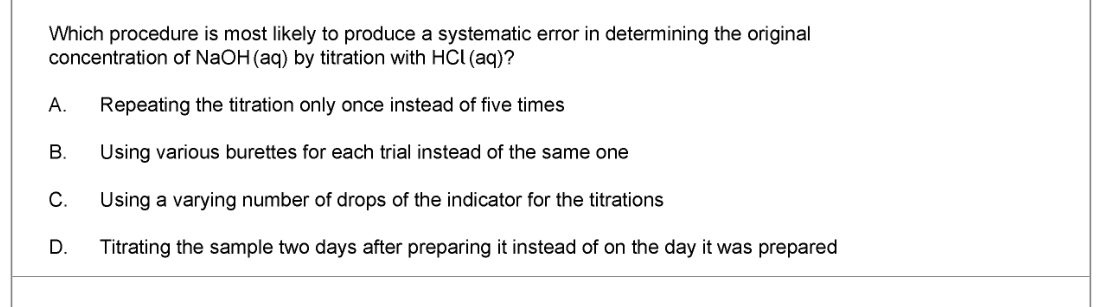 Which procedure is most likely to produce a systematic error in determining the original
concentration of NaOH (aq) by titration with HCl (aq)?
A. Repeating the titration only once instead of five times
B. Using various burettes for each trial instead of the same one
C. Using a varying number of drops of the indicator for the titrations
D. Titrating the sample two days after preparing it instead of on the day it was prepared